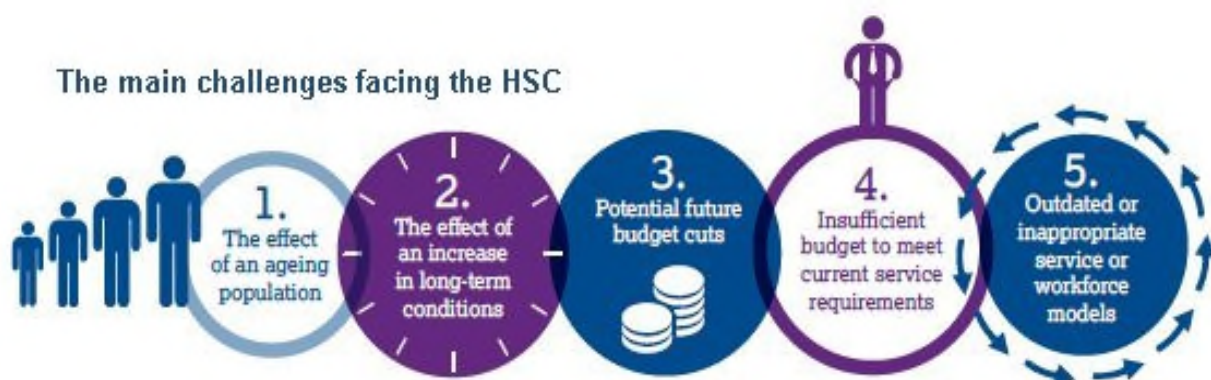 The main challenges facing the HSC
1.
The effect
of an ageing
population
2.
The effect of
an increase
in long-term
conditions
3.
Potential future
budget cuts
4.
Insufficient
budget to meet
current service
requirements
5.
Outdated or
inappropriate
service or
workforce
models